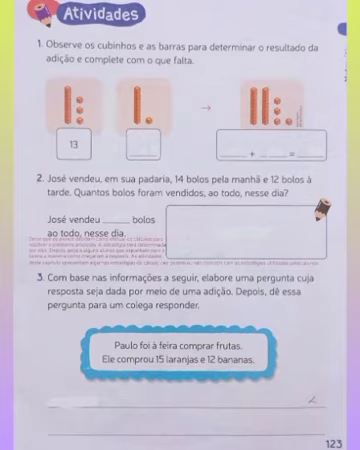 Atividades
1. Observe os cubinhos e as barras para determinar o resultado da
adição e complete com o que falta.
13
+ =
2. José vendeu, em sua padaria, 14 bolos pela manhã e 12 bolos à
tarde. Quantos bolos foram vendidos, ao todo, nesse dia?
José vendeu ______ bolos
ao todo, nesse dia.
3. Com base nas informações a seguir, elabore uma pergunta cuja
resposta seja dada por meio de uma adição. Depois, dê essa
pergunta para um colega responder.
Paulo foi à feira comprar frutas.
Ele comprou 15 laranjas e 12 bananas.
123